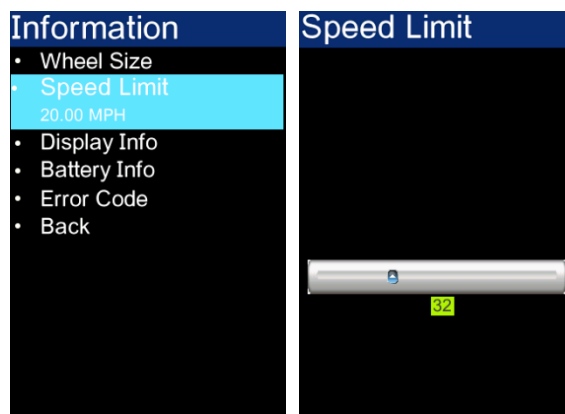 Information
• Wheel Size
• Speed Limit
20.00 MPH
• Display Info
• Battery Info
• Error Code
• Back
Speed Limit
32